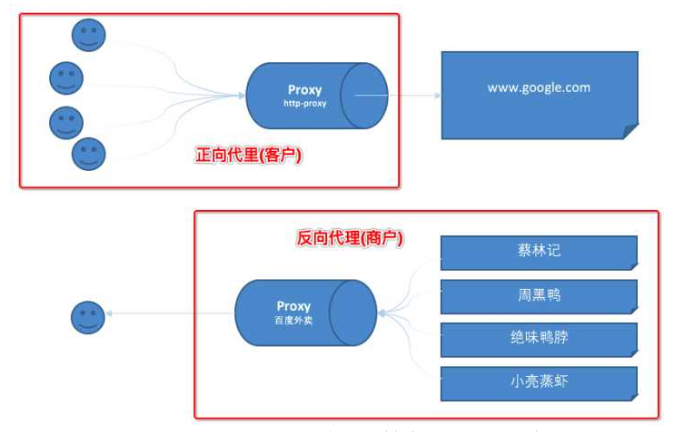 Proxy
http-proxy
www.google.com
正向代里(客户)
反向代理(商户)
蔡林记
周黑鸭
Proxy
百度外卖
绝味鸭脖
小亮蒸虾